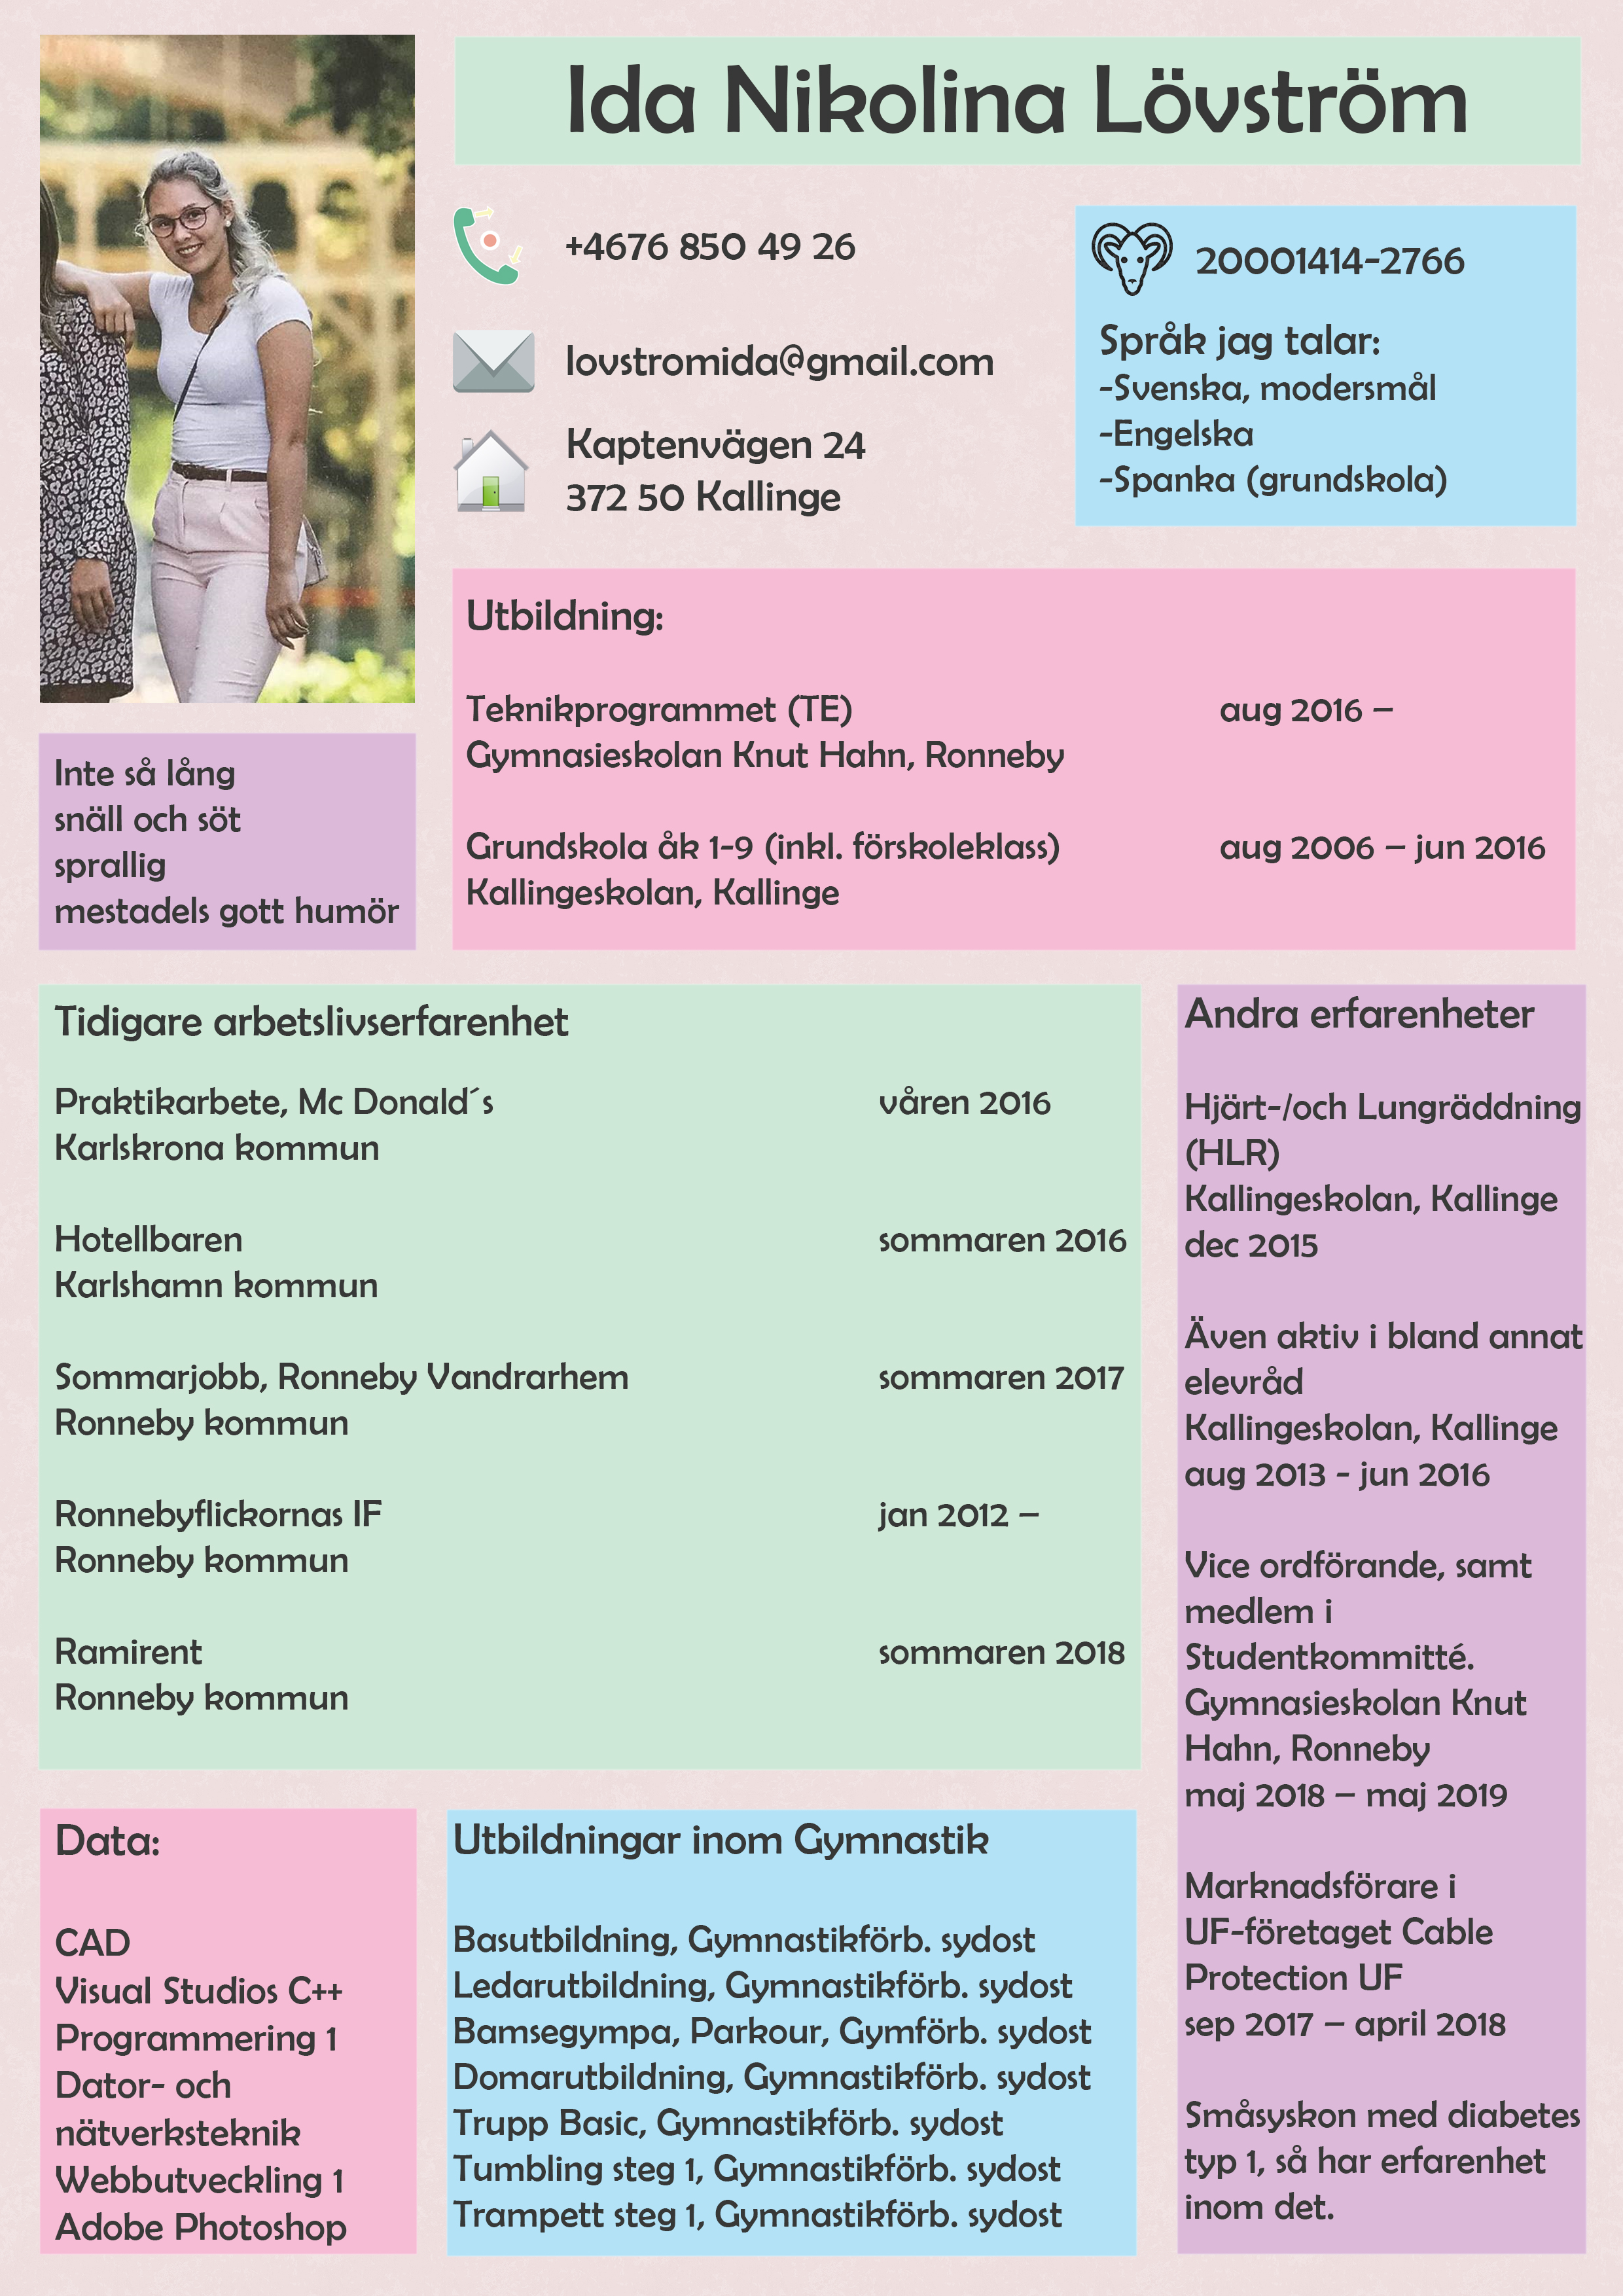 Ida Nikolina Lövström
+4676 850 49 26
lovstromida@gmail.com
Kaptenvägen 24
372 50 Kallinge
20001414-2766
Språk jag talar:
-Svenska, modersmål
-Engelska
-Spanka (grundskola)
Inte så lång
snäll och söt
sprallig
mestadels gott humör
Utbildning:
Teknikprogrammet (TE) aug 2016 –
Gymnasieskolan Knut Hahn, Ronneby
Grundskola åk 1-9 (inkl. förskoleklass) aug 2006 – jun 2016
Kallingeskolan, Kallinge
Tidigare arbetslivserfarenhet
Praktikarbete, Mc Donald´s våren 2016
Karlskrona kommun
Hotellbaren sommaren 2016
Karlshamn kommun
Sommarjobb, Ronneby Vandrarhem sommaren 2017
Ronneby kommun
Ronnebyflickornas IF jan 2012 –
Ronneby kommun
Ramirent sommaren 2018
Ronneby kommun
Andra erfarenheter
Hjärt-/och Lungräddning
(HLR)
Kallingeskolan, Kallinge
dec 2015
Även aktiv i bland annat
elevråd
Kallingeskolan, Kallinge
aug 2013 - jun 2016
Vice ordförande, samt
medlem i
Studentkommitté.
Gymnasieskolan Knut
Hahn, Ronneby
maj 2018 – maj 2019
Marknadsförare i
UF-företaget Cable
Protection UF
sep 2017 – april 2018
Småsyskon med diabetes
typ 1, så har erfarenhet
inom det.
Data:
CAD
Visual Studios C++
Programmering 1
Dator- och
nätverksteknik
Webbutveckling 1
Adobe Photoshop
Utbildningar inom Gymnastik
Basutbildning, Gymnastikförb. sydost
Ledarutbildning, Gymnastikförb. sydost
Bamsegympa, Parkour, Gymförb. sydost
Domarutbildning, Gymnastikförb. sydost
Trupp Basic, Gymnastikförb. sydost
Tumbling steg 1, Gymnastikförb. sydost
Trampett steg 1, Gymnastikförb. sydost